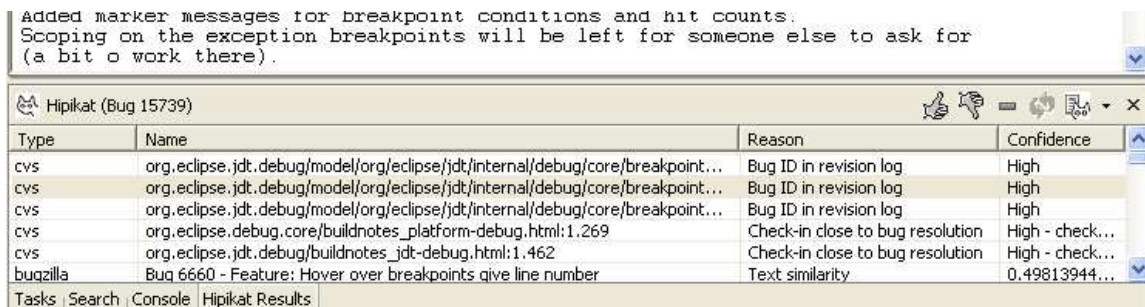 Added marker messages for breakpoint conditions and hit counts.
Scoping on the exception breakpoints will be left for someone else to ask for
(a bit o work there).
Hipikat (Bug 15739)
Type Name Reason Confidence
cvs org.eclipse.jdt.debug/model/org/eclipse/jdt/internal/debug/core/breakpoint... Bug ID in revision log High
cvs org.eclipse.jdt.debug/model/org/eclipse/jdt/internal/debug/core/breakpoint... Bug ID in revision log High
cvs org.eclipse.jdt.debug/model/org/eclipse/jdt/internal/debug/core/breakpoint... Bug ID in revision log High
cvs org.eclipse.debug.core/buildnotes_platform-debug.html:1.269 Check-in close to bug resolution High - check...
cvs org.eclipse.jdt.debug/buildnotes_jdt-debug.html:1.462 Check-in close to bug resolution High - check...
bugzilla Bug 6660 - Feature: Hover over breakpoints give line number Text similarity 0.49813944...
Tasks Search Console Hipikat Results